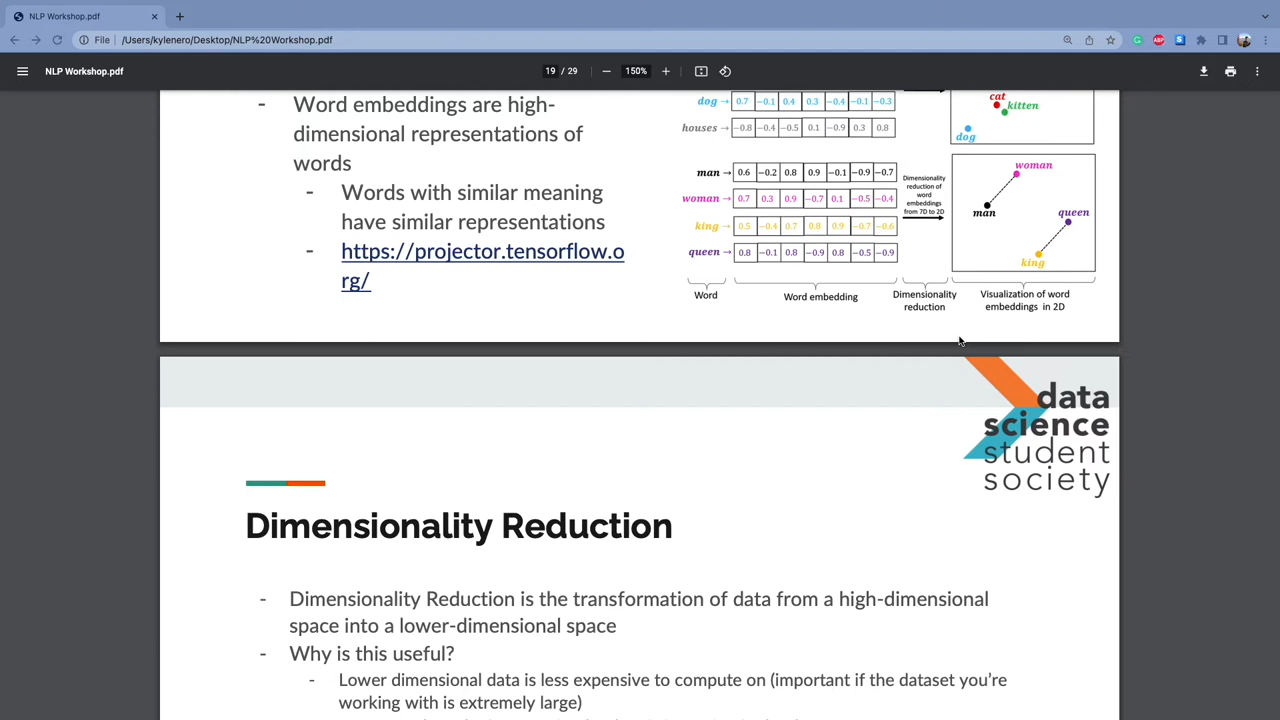 NLP Workshop.pdf
File
/Users/kylenero/Desktop/NLP%20Workshop.pdf
NLP Workshop.pdf
19 / 29
150%
- Word embeddings are high-
dimensional representations of
words
- Words with similar meaning
have similar representations
- https://projector.tensorflow.o
rg/
dog → 0.7 −0.1 0.4 0.3 −0.4 −0.1 −0.3
houses → −0.8 −0.4 −0.5 0.1 −0.9 0.3 0.8
cat
kitten
dog
man → 0.6 −0.2 0.8 0.9 −0.1 −0.9 −0.7
woman → 0.7 0.3 0.9 −0.7 0.1 −0.5 −0.4
king → 0.5 −0.4 0.7 0.8 0.9 −0.7 −0.6
queen → 0.8 −0.1 0.8 −0.9 0.8 −0.5 −0.9
Dimensionality
reduction of
word
embeddings
from 7D to 2D
woman
man
queen
king
Word
Word embedding
Dimensionality
reduction
Visualization of word
embeddings in 2D
data
science
student
society
Dimensionality Reduction
- Dimensionality Reduction is the transformation of data from a high-dimensional
space into a lower-dimensional space
- Why is this useful?
- Lower dimensional data is less expensive to compute on (important if the dataset you're
working with is extremely large)